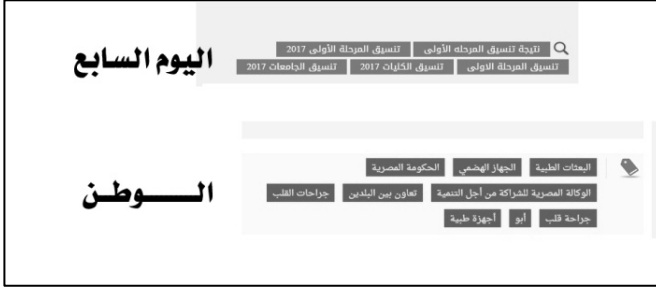 نتيجة تنسيق المرحله الأولى تنسيق المرحلة الأولى 2017
تنسيق المرحلة الاولى تنسيق الكليات 2017 تنسيق الجامعات 2017
اليوم السابع
البعثات الطبية الجهاز الهضمي الحكومة المصرية
الوكالة المصرية للشراكة من أجل التنمية تعاون بين البلدين جراحات القلب
جراحة قلب أبو أجهزة طبية
الـــــوطـن